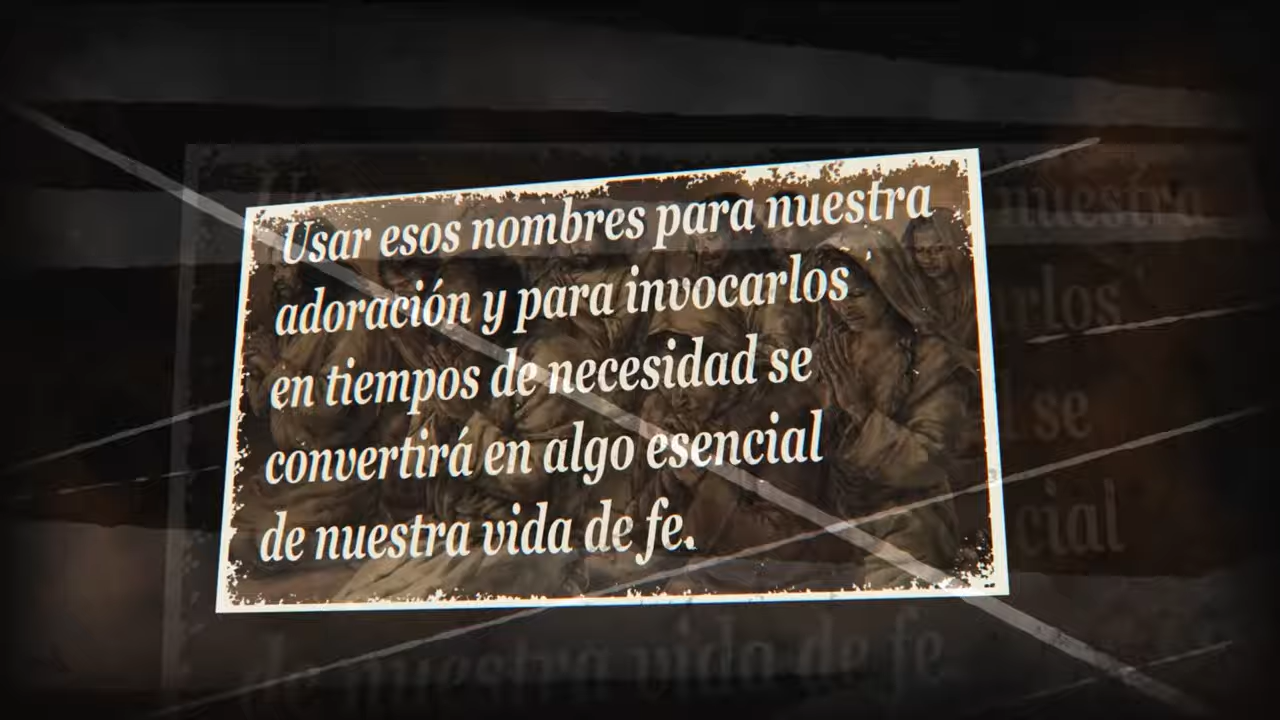 Usar esos nombres para nuestra
adoración y para invocarlos
en tiempos de necesidad se
convertirá en algo esencial
de nuestra vida de fe.